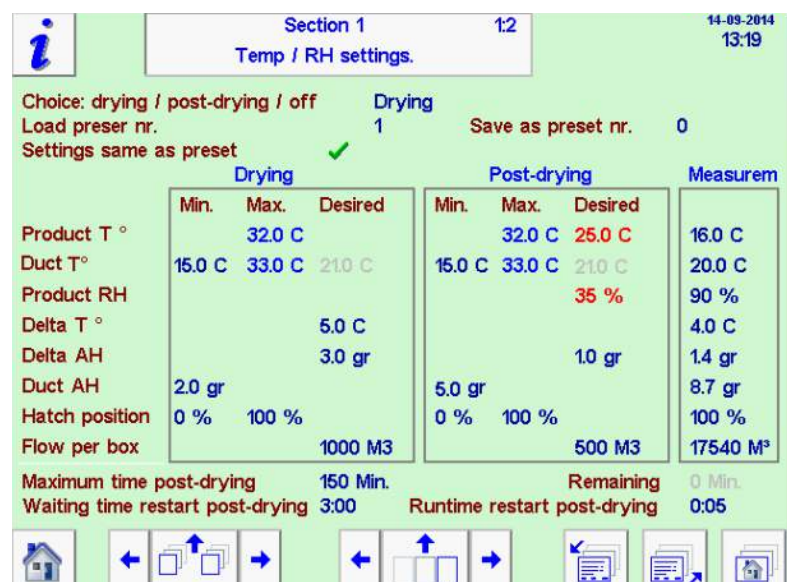 i
Section 1 1:2
Temp / RH settings.
14-09-2014
13:19
Choice: drying / post-drying / off Drying
Load preser nr. 1 Save as preset nr. 0
Settings same as preset
Drying Post-drying Measurem
Min. Max. Desired Min. Max. Desired
Product T ° 32.0 C 32.0 C 25.0 C 16.0 C
Duct T° 15.0 C 33.0 C 21.0 C 15.0 C 33.0 C 21.0 C 20.0 C
Product RH 35 % 90 %
Delta T ° 5.0 C 4.0 C
Delta AH 3.0 gr 1.0 gr 1.4 gr
Duct AH 2.0 gr 5.0 gr 8.7 gr
Hatch position 0 % 100 % 0 % 100 % 100 %
Flow per box 1000 M3 500 M3 17540 M³
Maximum time post-drying 150 Min. Remaining 0 Min.
Waiting time restart post-drying 3:00 Runtime restart post-drying 0:05